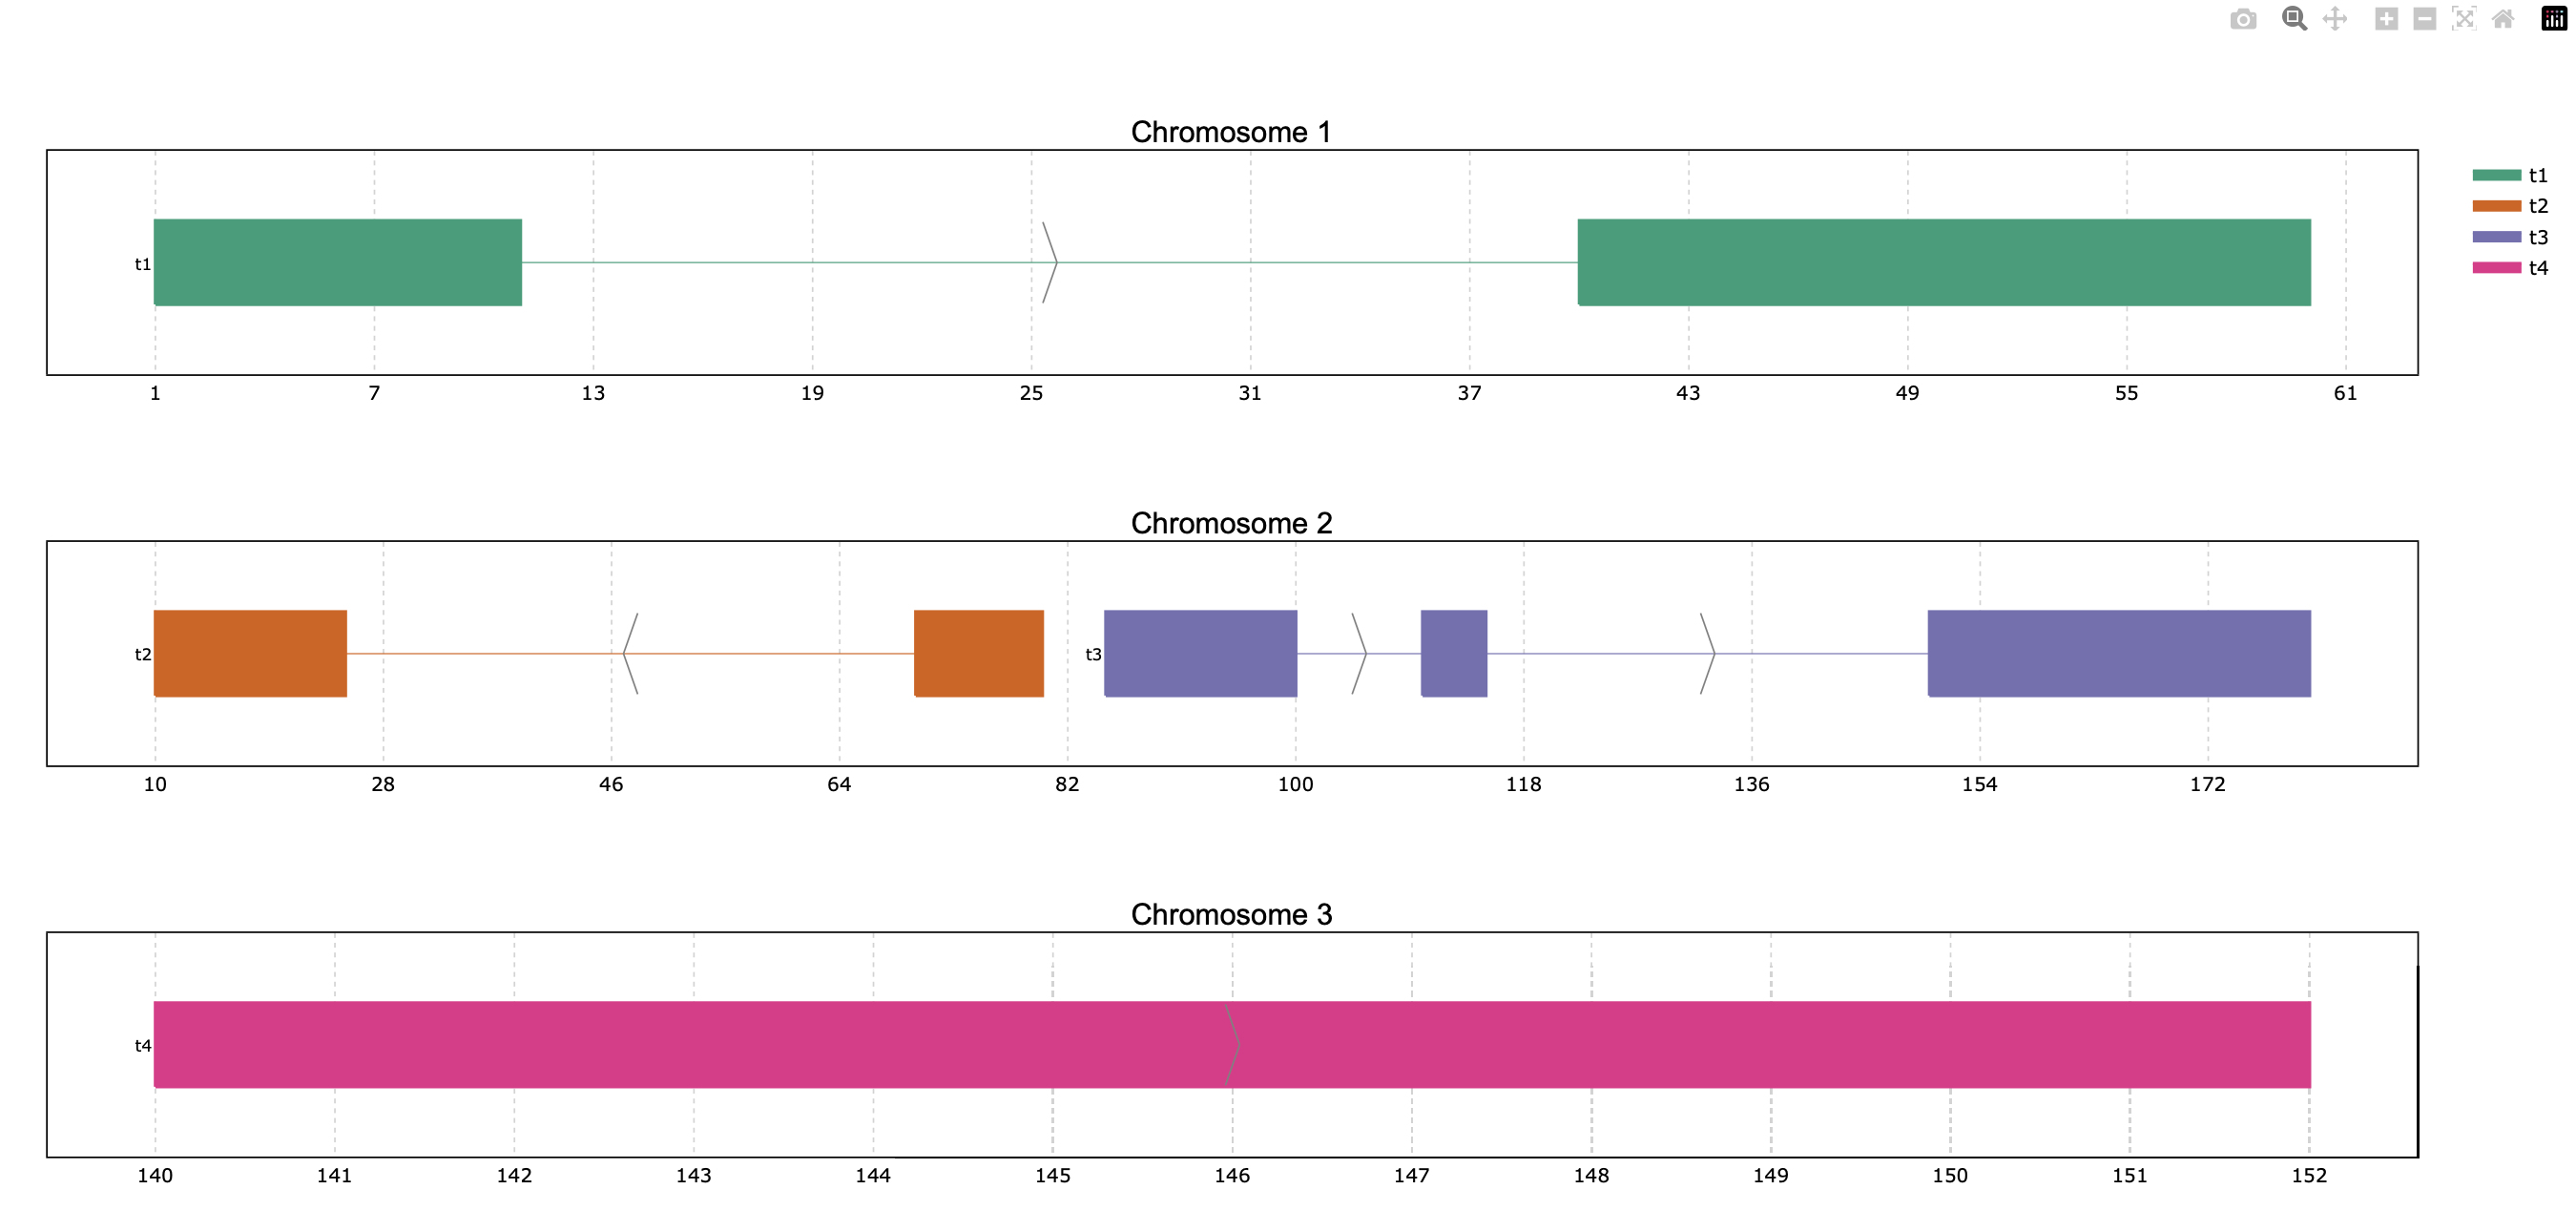 Chromosome 1
t1
t1
t2
t3
t4
1 7 13 19 25 31 37 43 49 55 61
Chromosome 2
t2 t3
10 28 46 64 82 100 118 136 154 172
Chromosome 3
t4
140 141 142 143 144 145 146 147 148 149 150 151 152